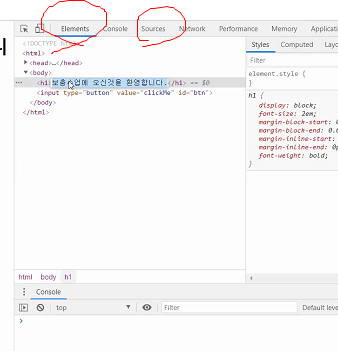 Elements Console Sources Network Performance Memory Applicati
<!DOCTYPE html>
<html>
<head>…</head>
<body>
<h1>보충수업에 오신것을 환영합니다.</h1> == $0
<input type="button" value="clickMe" id="btn">
</body>
</html>
html body h1
Styles Computed Layou
Filter
element.style {
}
h1 {
display: block;
font-size: 2em;
margin-block-start:
margin-block-end: 0.6
margin-inline-start:
margin-inline-end: 0p
font-weight: bold;
}
Console
top Filter Default leve